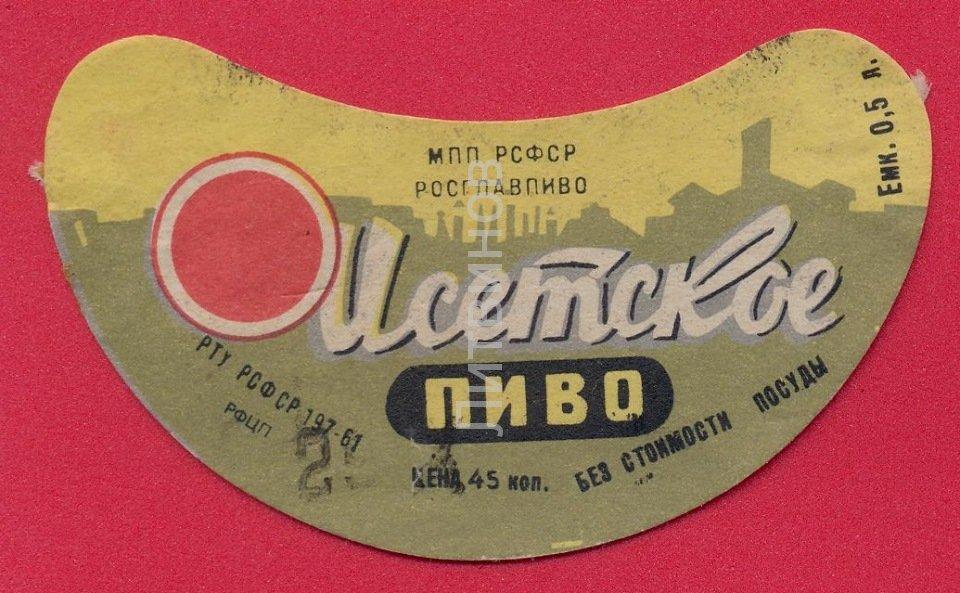 МПП РСФСР
РОСГЛАВПИВО
Емк. 0,5 л.
Исетское
ПИВО
РТУ РСФСР 197-61
РФЦП
ЦЕНА 45 коп.
БЕЗ СТОИМОСТИ ПОСУДЫ
ЛИТВИНОВ